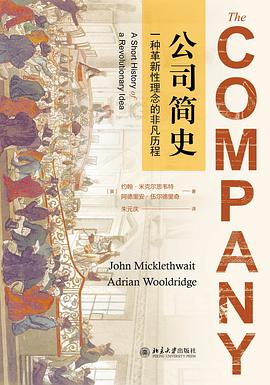 The
COMPANY
公司简史
一种革新性理念的非凡历程
A Short History of
a Revolutionary Idea
[英]
约翰·米克尔思韦特
阿德里安·伍尔德里奇
著
朱元庆
译
John Micklethwait
Adrian Wooldridge
北京大学出版社
PEKING UNIVERSITY PRESS